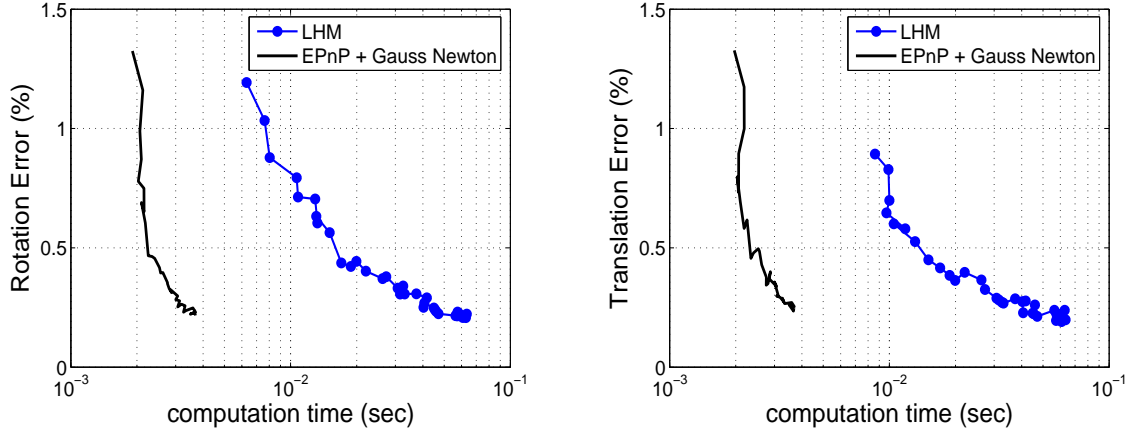 1.5
1
0.5
0
Rotation Error (%)
LHM
EPnP + Gauss Newton
10⁻³
10⁻²
10⁻¹
computation time (sec)
1.5
1
0.5
0
Translation Error (%)
LHM
EPnP + Gauss Newton
10⁻³
10⁻²
10⁻¹
computation time (sec)